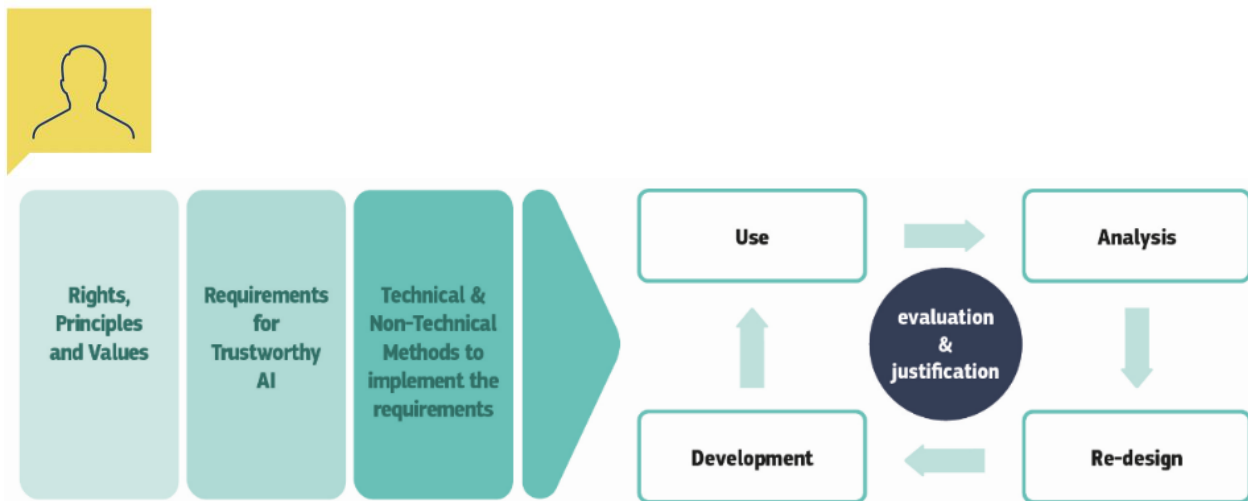 Rights,
Principles
and Values
Requirements
for
Trustworthy
AI
Technical &
Non-Technical
Methods to
implement the
requirements
Use
Analysis
evaluation
&
justification
Development
Re-design